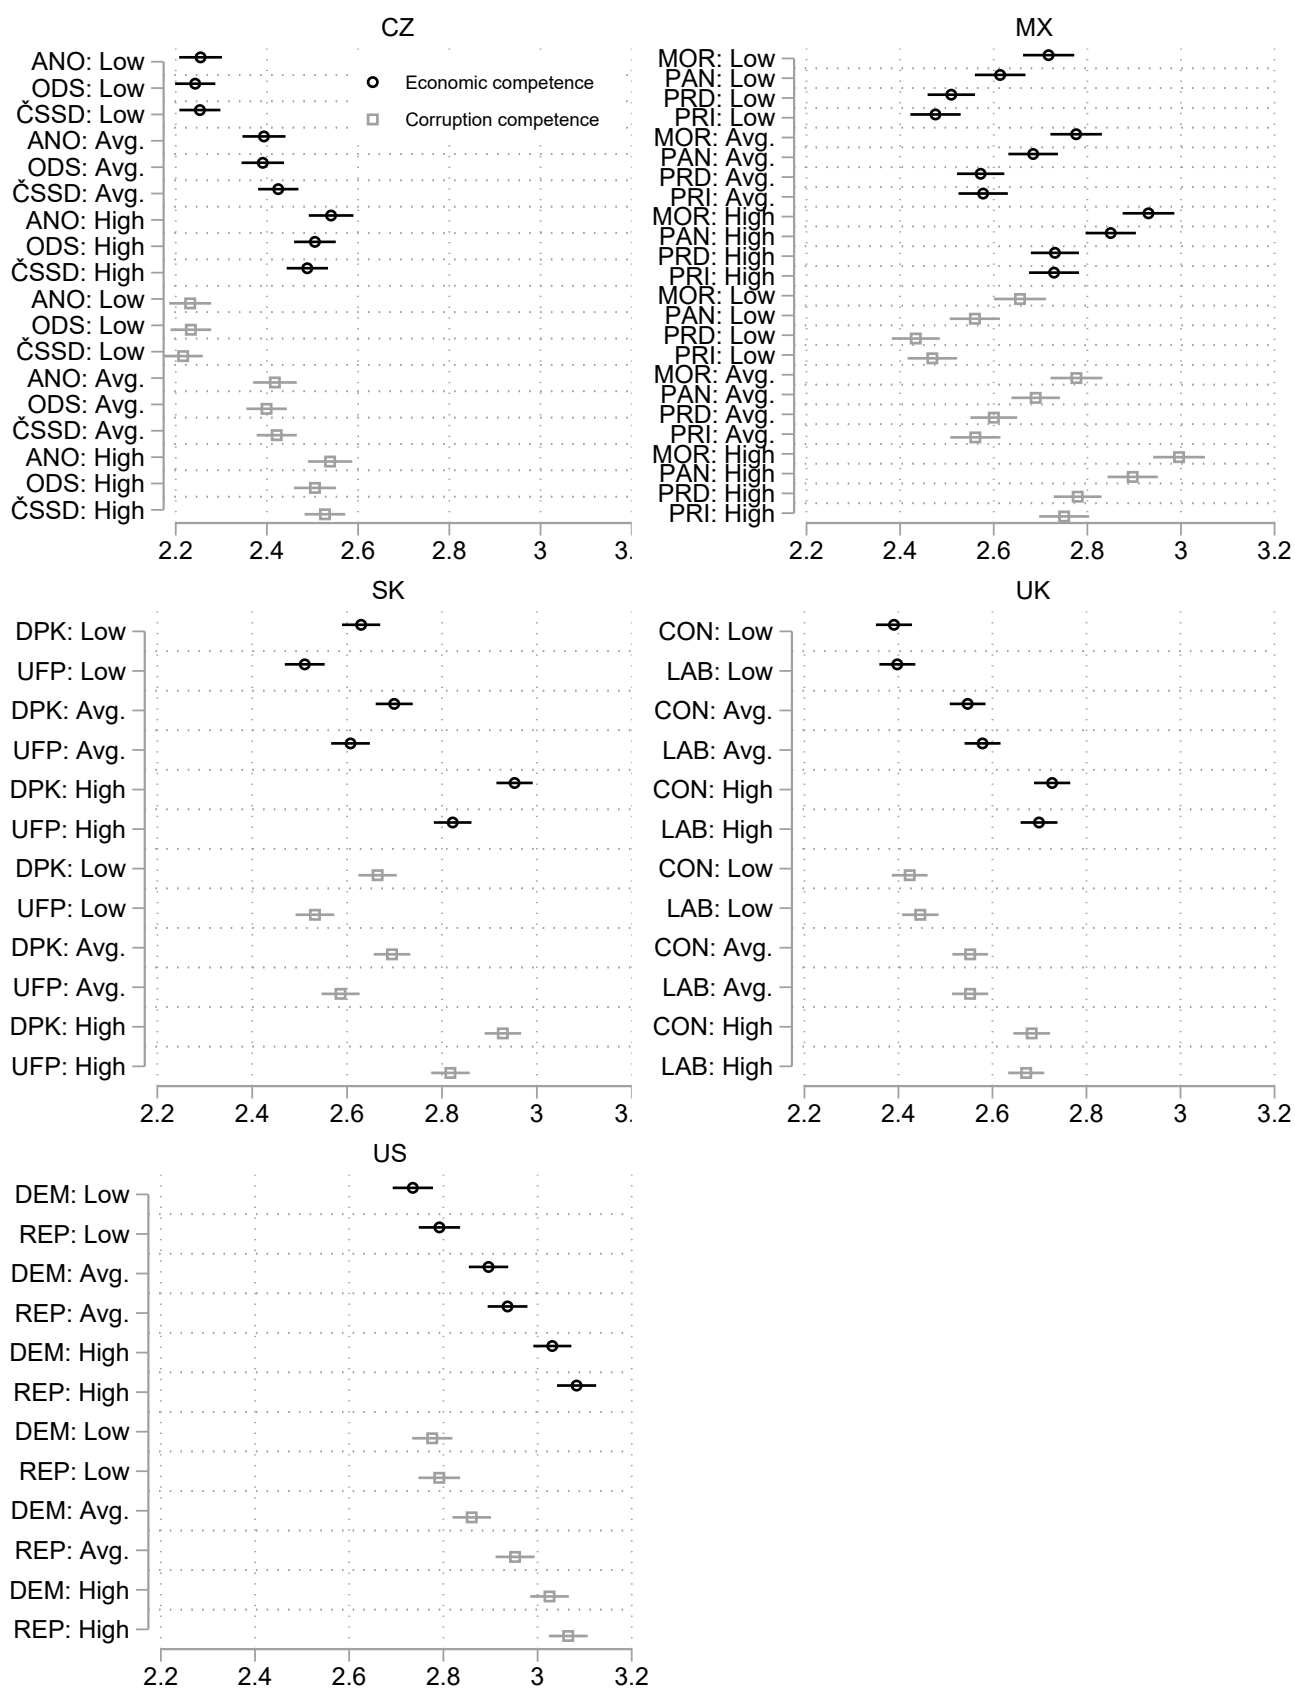 CZ
ANO: Low
ODS: Low
ČSSD: Low
ANO: Avg.
ODS: Avg.
ČSSD: Avg.
ANO: High
ODS: High
ČSSD: High
ANO: Low
ODS: Low
ČSSD: Low
ANO: Avg.
ODS: Avg.
ČSSD: Avg.
ANO: High
ODS: High
ČSSD: High
Economic competence
Corruption competence
2.2 2.4 2.6 2.8 3 3.
MX
MOR: Low
PAN: Low
PRD: Low
PRI: Low
MOR: Avg.
PAN: Avg.
PRD: Avg.
PRI: Avg.
MOR: High
PAN: High
PRD: High
PRI: High
MOR: Low
PAN: Low
PRD: Low
PRI: Low
MOR: Avg.
PAN: Avg.
PRD: Avg.
PRI: Avg.
MOR: High
PAN: High
PRD: High
PRI: High
2.2 2.4 2.6 2.8 3 3.2
SK
DPK: Low
UFP: Low
DPK: Avg.
UFP: Avg.
DPK: High
UFP: High
DPK: Low
UFP: Low
DPK: Avg.
UFP: Avg.
DPK: High
UFP: High
2.2 2.4 2.6 2.8 3 3.
UK
CON: Low
LAB: Low
CON: Avg.
LAB: Avg.
CON: High
LAB: High
CON: Low
LAB: Low
CON: Avg.
LAB: Avg.
CON: High
LAB: High
2.2 2.4 2.6 2.8 3 3.2
US
DEM: Low
REP: Low
DEM: Avg.
REP: Avg.
DEM: High
REP: High
DEM: Low
REP: Low
DEM: Avg.
REP: Avg.
DEM: High
REP: High
2.2 2.4 2.6 2.8 3 3.2